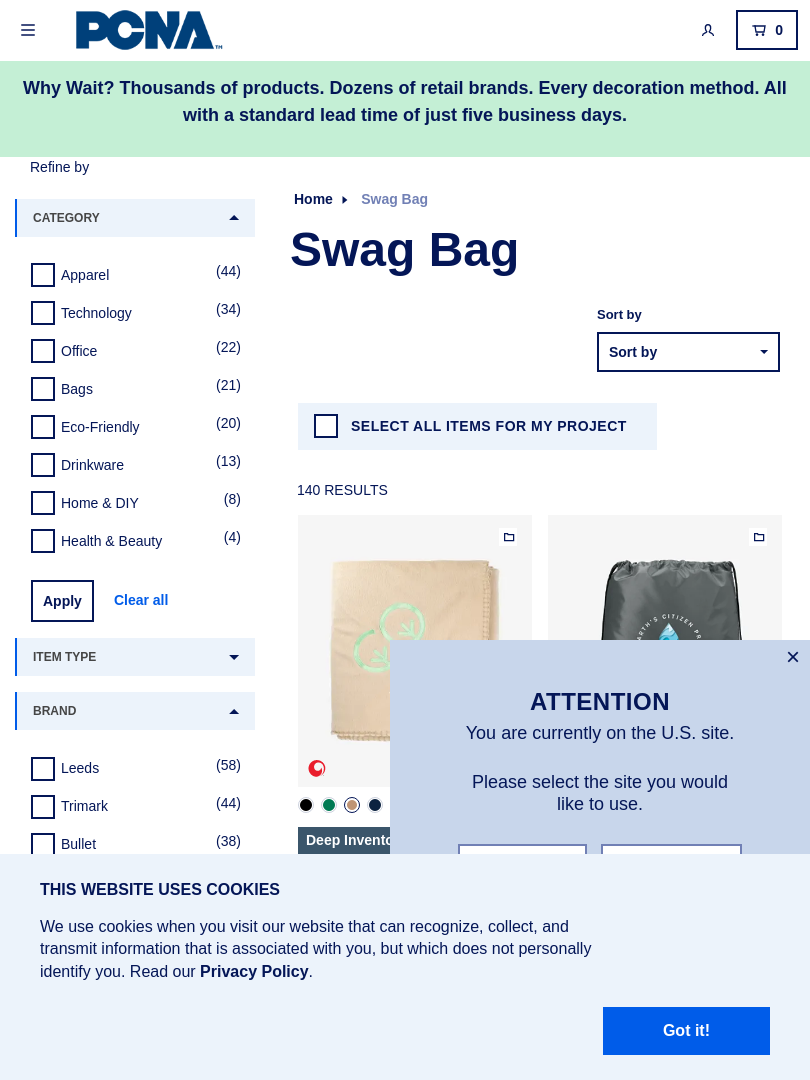 PCNA™
0
Why Wait? Thousands of products. Dozens of retail brands. Every decoration method. All
with a standard lead time of just five business days.
Refine by
CATEGORY
Apparel (44)
Technology (34)
Office (22)
Bags (21)
Eco-Friendly (20)
Drinkware (13)
Home & DIY (8)
Health & Beauty (4)
Apply Clear all
ITEM TYPE
BRAND
Leeds (58)
Trimark (44)
Bullet (38)
Home Swag Bag
Swag Bag
Sort by
Sort by
SELECT ALL ITEMS FOR MY PROJECT
140 RESULTS
ATTENTION
You are currently on the U.S. site.
Please select the site you would
like to use.
THIS WEBSITE USES COOKIES
We use cookies when you visit our website that can recognize, collect, and
transmit information that is associated with you, but which does not personally
identify you. Read our Privacy Policy.
Got it!